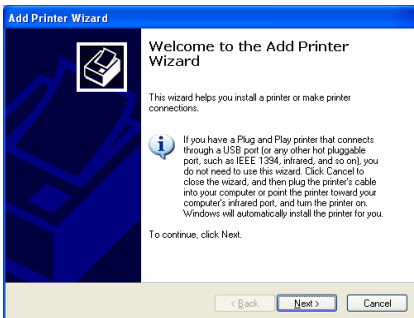 Add Printer Wizard
Welcome to the Add Printer
Wizard
This wizard helps you install a printer or make printer
connections.
If you have a Plug and Play printer that connects
through a USB port (or any other hot pluggable
port, such as IEEE 1394, infrared, and so on), you
do not need to use this wizard. Click Cancel to
close the wizard, and then plug the printer's cable
into your computer or point the printer toward your
computer's infrared port, and turn the printer on.
Windows will automatically install the printer for you.
To continue, click Next.
< Back Next > Cancel